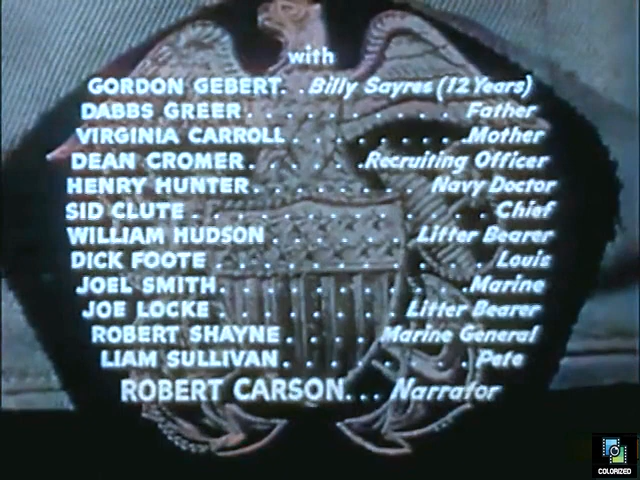 with
GORDON GEBERT. . Billy Sayres (12 Years)
DABBS GREER . . . . . . . . . . Father
VIRGINIA CARROLL . . . . . . . .Mother
DEAN CROMER . . . . . .Recruiting Officer
HENRY HUNTER . . . . . . . . Navy Doctor
SID CLUTE . . . . . . . . . . . . . Chief
WILLIAM HUDSON . . . . . . Litter Bearer
DICK FOOTE . . . . . . . . . . . . Louis
JOEL SMITH. . . . . . . . . . . .Marine
JOE LOCKE . . . . . . . . Litter Bearer
ROBERT SHAYNE . . . . Marine General
LIAM SULLIVAN . . . . . . . . Pete
ROBERT CARSON. . . Narrator
COLORIZED